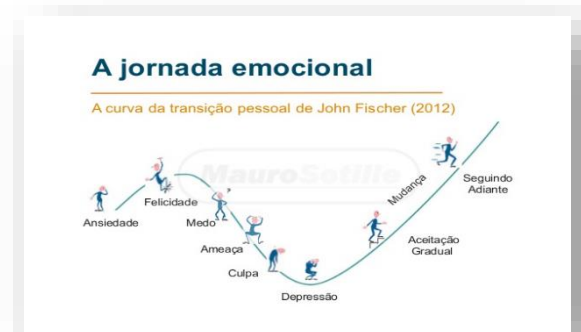 A jornada emocional
A curva da transição pessoal de John Fischer (2012)
MauroSotille
Ansiedade
Felicidade
Medo
?
Ameaça
Culpa
Depressão
Mudança
Aceitação
Gradual
Seguindo
Adiante